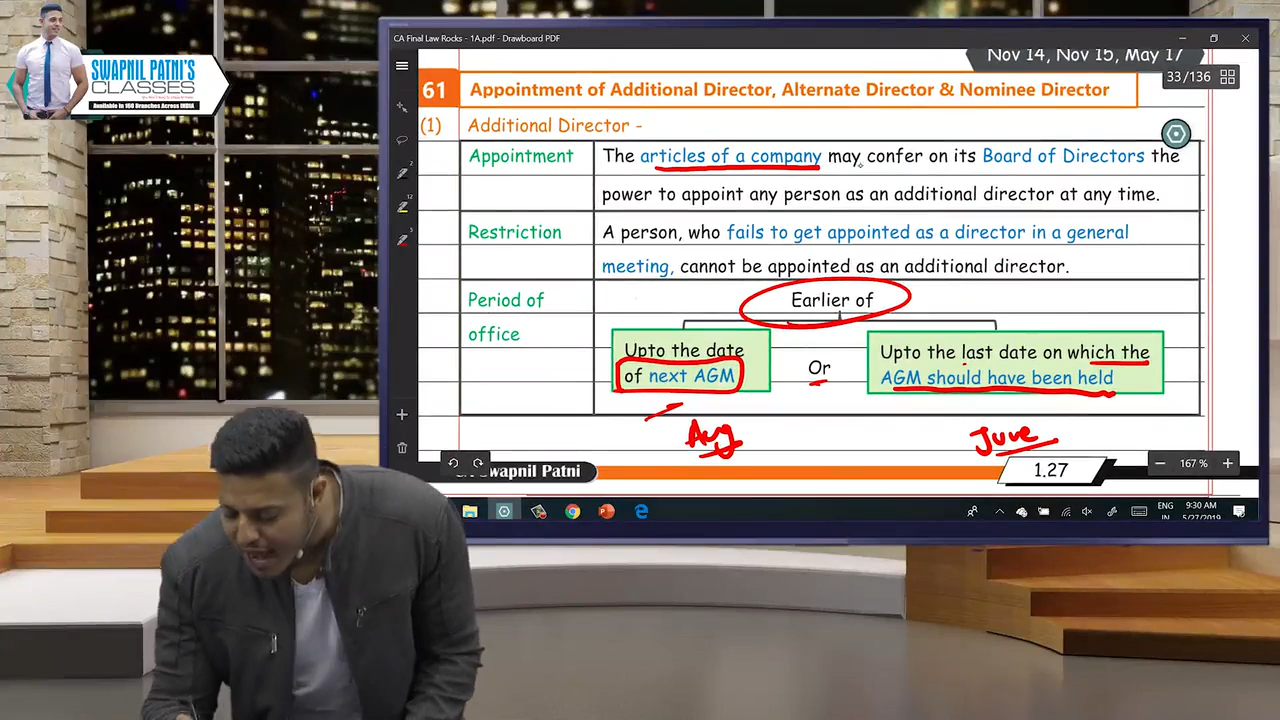 SWAPNIL PATNI'S
CLASSES
Available in 160 Branches Across INDIA
CA Final Law Rocks - 1A.pdf - Drawboard PDF
Nov 14, Nov 15, May 17
33 / 136
61 Appointment of Additional Director, Alternate Director & Nominee Director
(1) Additional Director -
Appointment The articles of a company may confer on its Board of Directors the
power to appoint any person as an additional director at any time.
Restriction A person, who fails to get appointed as a director in a general
meeting, cannot be appointed as an additional director.
Period of Earlier of
office
Upto the date
of next AGM
Or
Upto the last date on which the
AGM should have been held
Aug
June
Swapnil Patni
1.27
167 %
ENG
IN
9:30 AM
5/27/2019